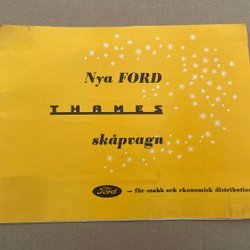 Nya FORD
THAMES
skåpvagn
Ford — för snabb och ekonomisk distribution